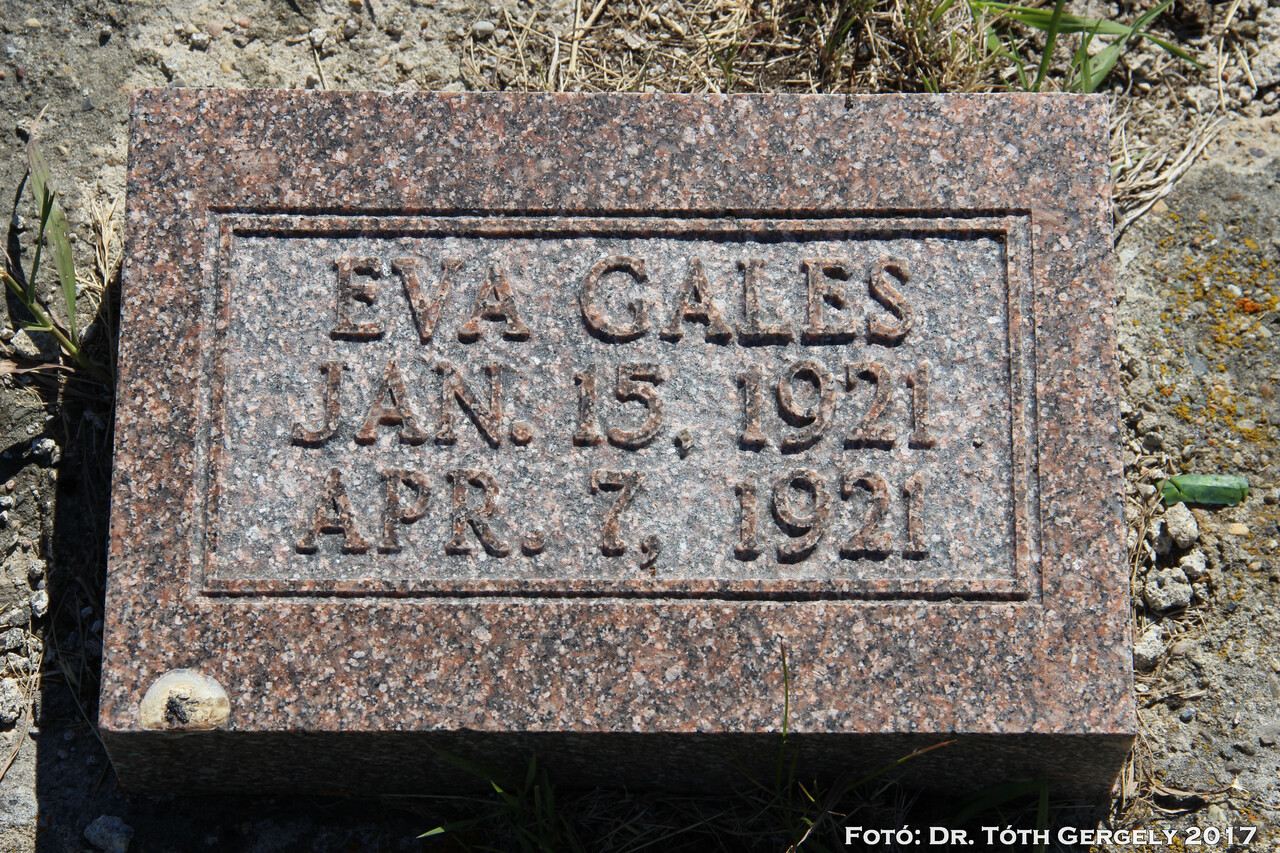 EVA GALES
JAN. 15, 1921
APR. 7, 1921
Fotó: Dr. Tóth Gergely 2017